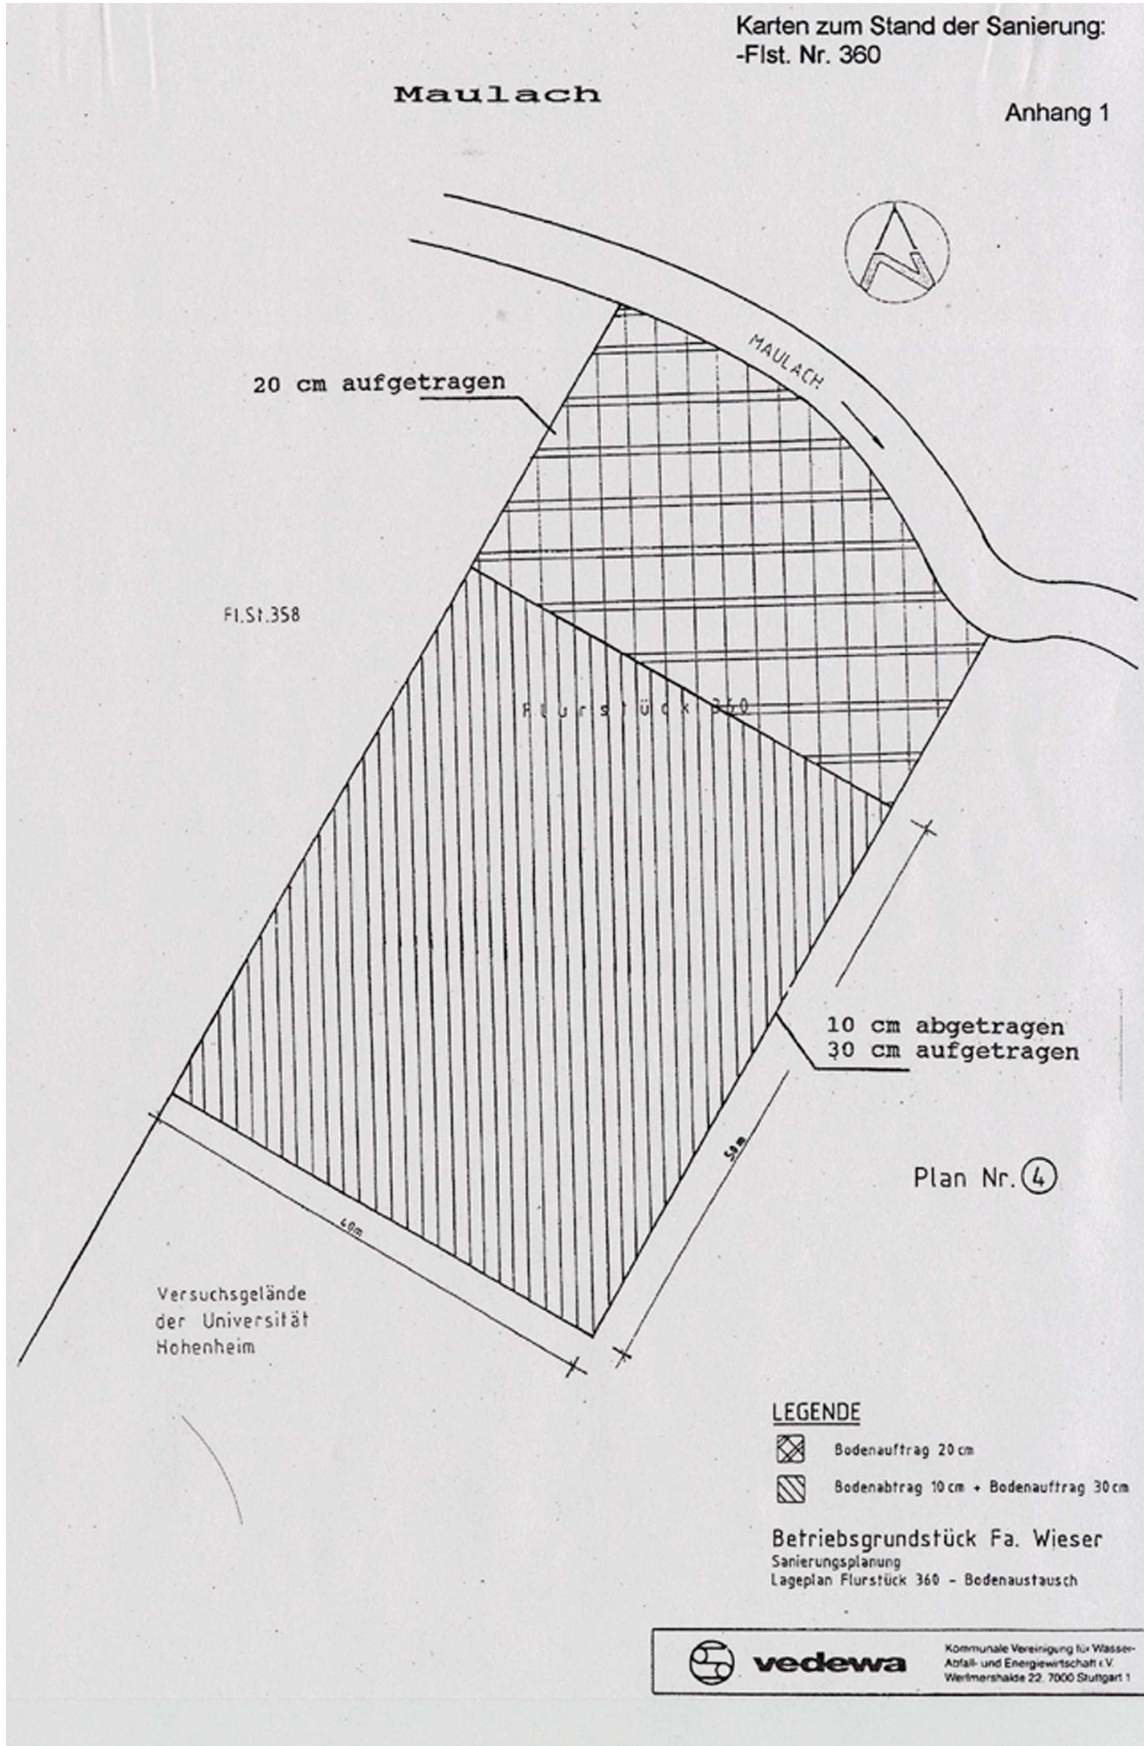 Karten zum Stand der Sanierung:
-Flst. Nr. 360
Maulach
Anhang 1
MAULACH
20 cm aufgetragen
Fl.St.358
Flurstück 360
10 cm abgetragen
30 cm aufgetragen
50m
Plan Nr. 4
40m
Versuchsgelände
der Universität
Hohenheim
LEGENDE
Bodenauftrag 20 cm
Bodenabtrag 10 cm + Bodenauftrag 30 cm
Betriebsgrundstück Fa. Wieser
Sanierungsplanung
Lageplan Flurstück 360 - Bodenaustausch
vedewa
Kommunale Vereinigung für Wasser-
Abfall- und Energiewirtschaft e.V.
Werfmershalde 22, 7000 Stuttgart 1